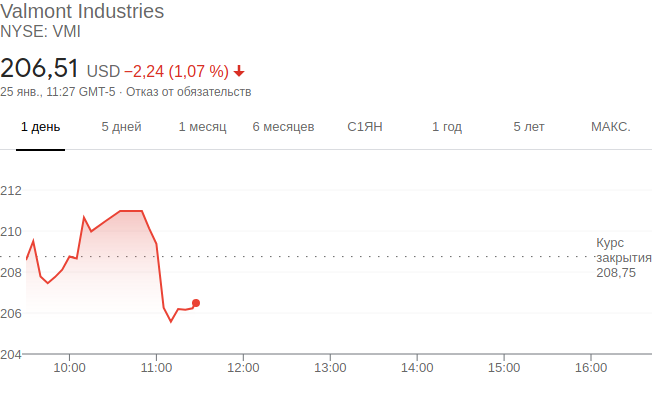 Valmont Industries
NYSE: VMI
206,51 USD −2,24 (1,07 %)
25 янв., 11:27 GMT-5 · Отказ от обязательств
1 день 5 дней 1 месяц 6 месяцев С1ЯН 1 год 5 лет МАКС.
212
210
Курс
закрытия
208,75
208
206
204
10:00 11:00 12:00 13:00 14:00 15:00 16:00